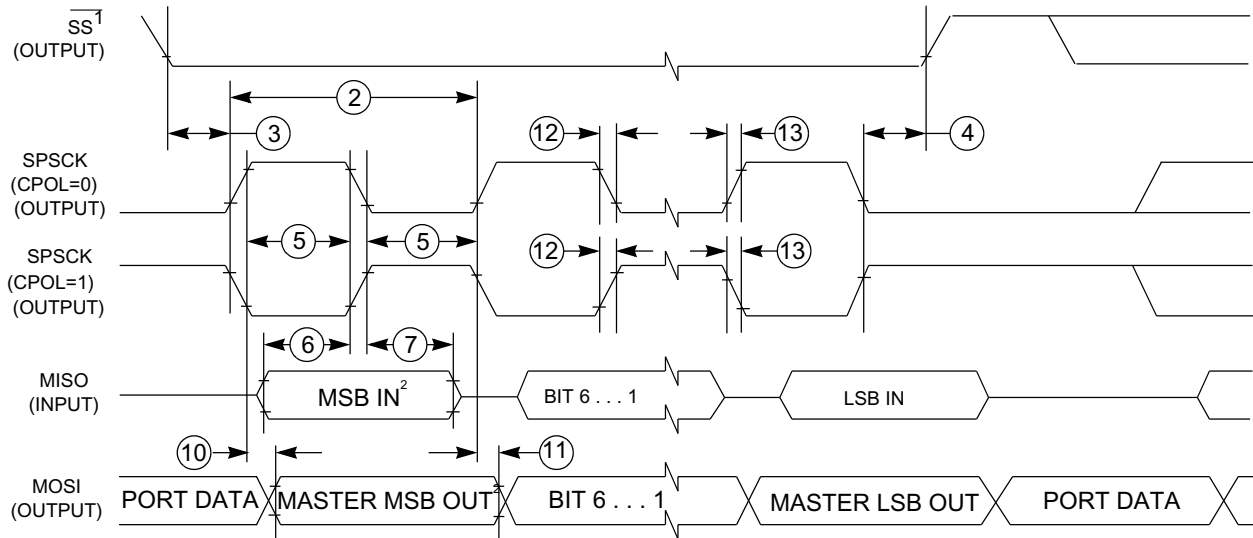 SS¹
(OUTPUT)
2
3
12
13
4
SPSCK
(CPOL=0)
(OUTPUT)
5
5
SPSCK
(CPOL=1)
(OUTPUT)
12
13
6
7
MISO
(INPUT)
MSB IN²
BIT 6 . . . 1
LSB IN
10
11
MOSI
(OUTPUT)
PORT DATA
MASTER MSB OUT²
BIT 6 . . . 1
MASTER LSB OUT
PORT DATA